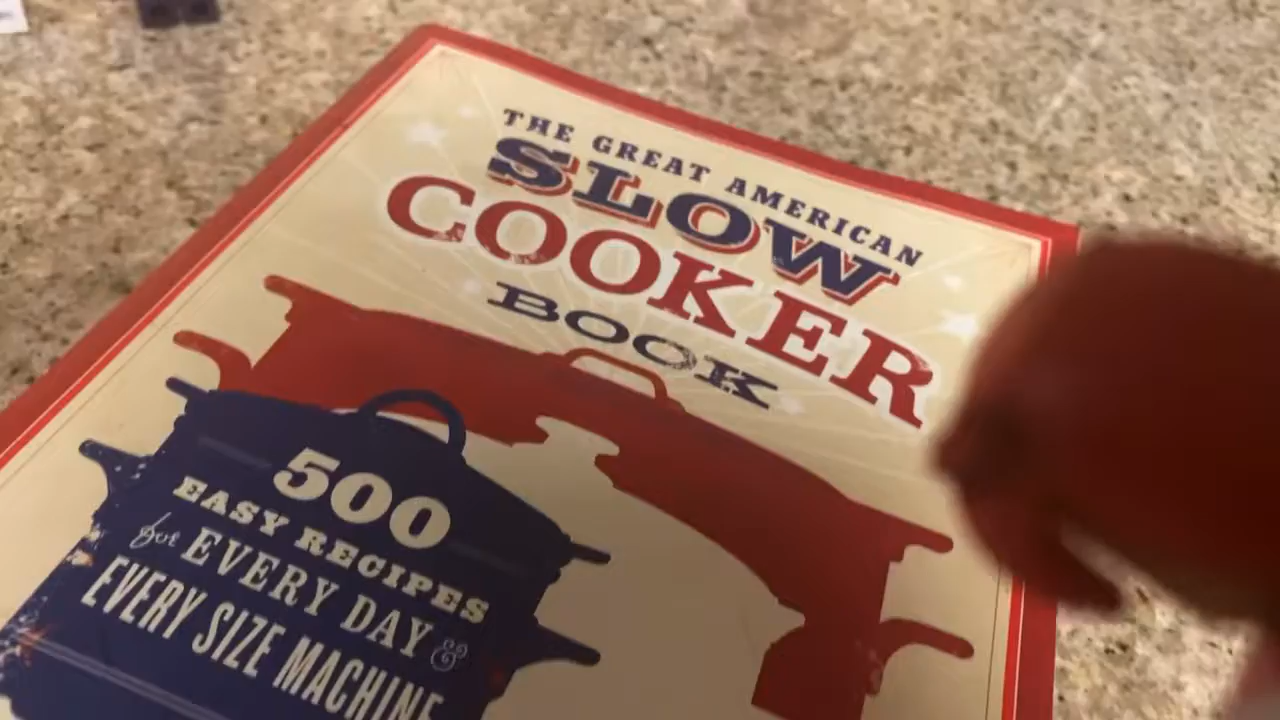 THE GREAT AMERICAN
SLOW
COOKER
BOOK
500
EASY RECIPES
for EVERY DAY &
EVERY SIZE MACHINE